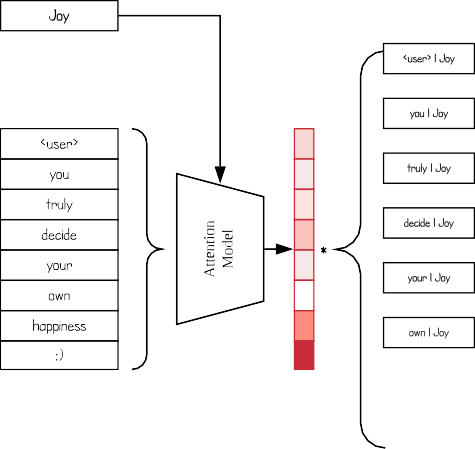 Joy
<user>
you
truly
decide
your
own
happiness
:)
Attention
Model
*
<user> | Joy
you | Joy
truly | Joy
decide | Joy
your | Joy
own | Joy